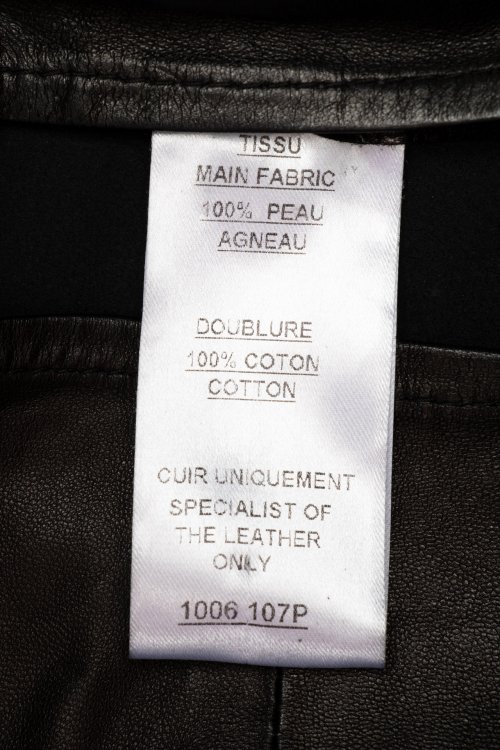 TISSU
MAIN FABRIC
100% PEAU
AGNEAU
DOUBLURE
100% COTON
COTTON
CUIR UNIQUEMENT
SPECIALIST OF
THE LEATHER
ONLY
1006 107P